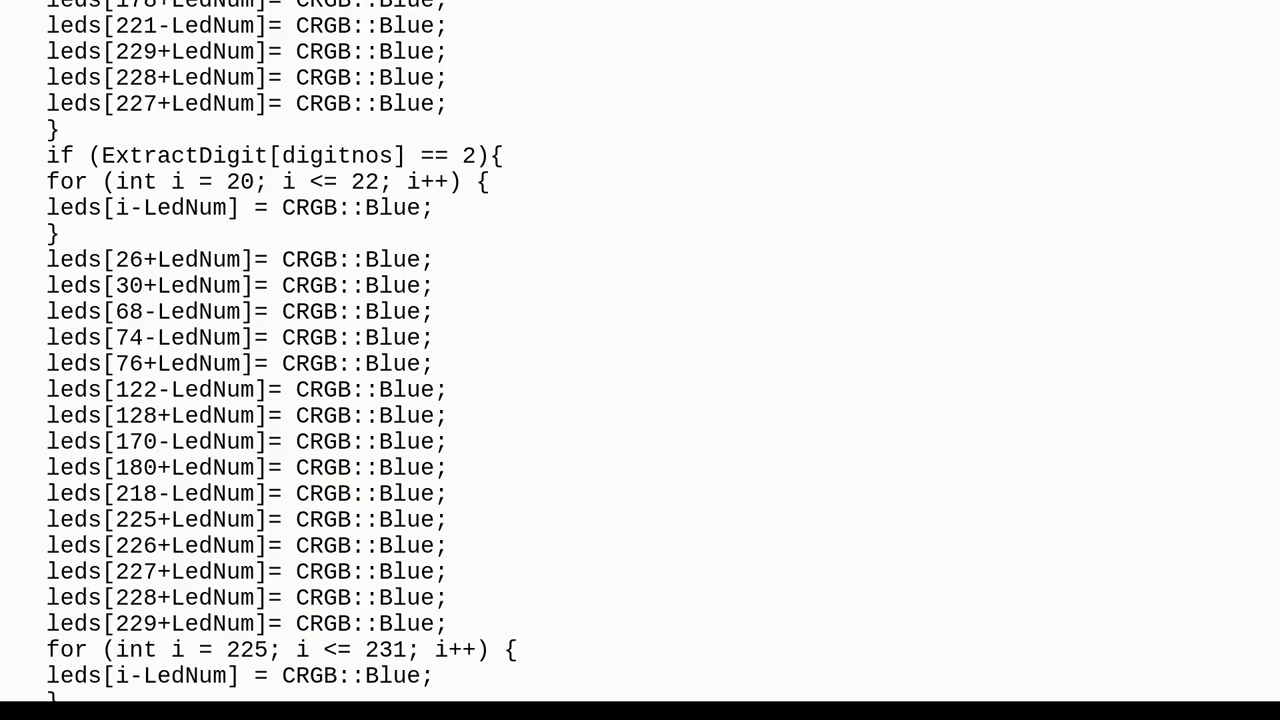 leds[178+LedNum]= CRGB::Blue;
leds[221-LedNum]= CRGB::Blue;
leds[229+LedNum]= CRGB::Blue;
leds[228+LedNum]= CRGB::Blue;
leds[227+LedNum]= CRGB::Blue;
}
if (ExtractDigit[digitnos] == 2){
for (int i = 20; i <= 22; i++) {
leds[i-LedNum] = CRGB::Blue;
}
leds[26+LedNum]= CRGB::Blue;
leds[30+LedNum]= CRGB::Blue;
leds[68-LedNum]= CRGB::Blue;
leds[74-LedNum]= CRGB::Blue;
leds[76+LedNum]= CRGB::Blue;
leds[122-LedNum]= CRGB::Blue;
leds[128+LedNum]= CRGB::Blue;
leds[170-LedNum]= CRGB::Blue;
leds[180+LedNum]= CRGB::Blue;
leds[218-LedNum]= CRGB::Blue;
leds[225+LedNum]= CRGB::Blue;
leds[226+LedNum]= CRGB::Blue;
leds[227+LedNum]= CRGB::Blue;
leds[228+LedNum]= CRGB::Blue;
leds[229+LedNum]= CRGB::Blue;
for (int i = 225; i <= 231; i++) {
leds[i-LedNum] = CRGB::Blue;
}